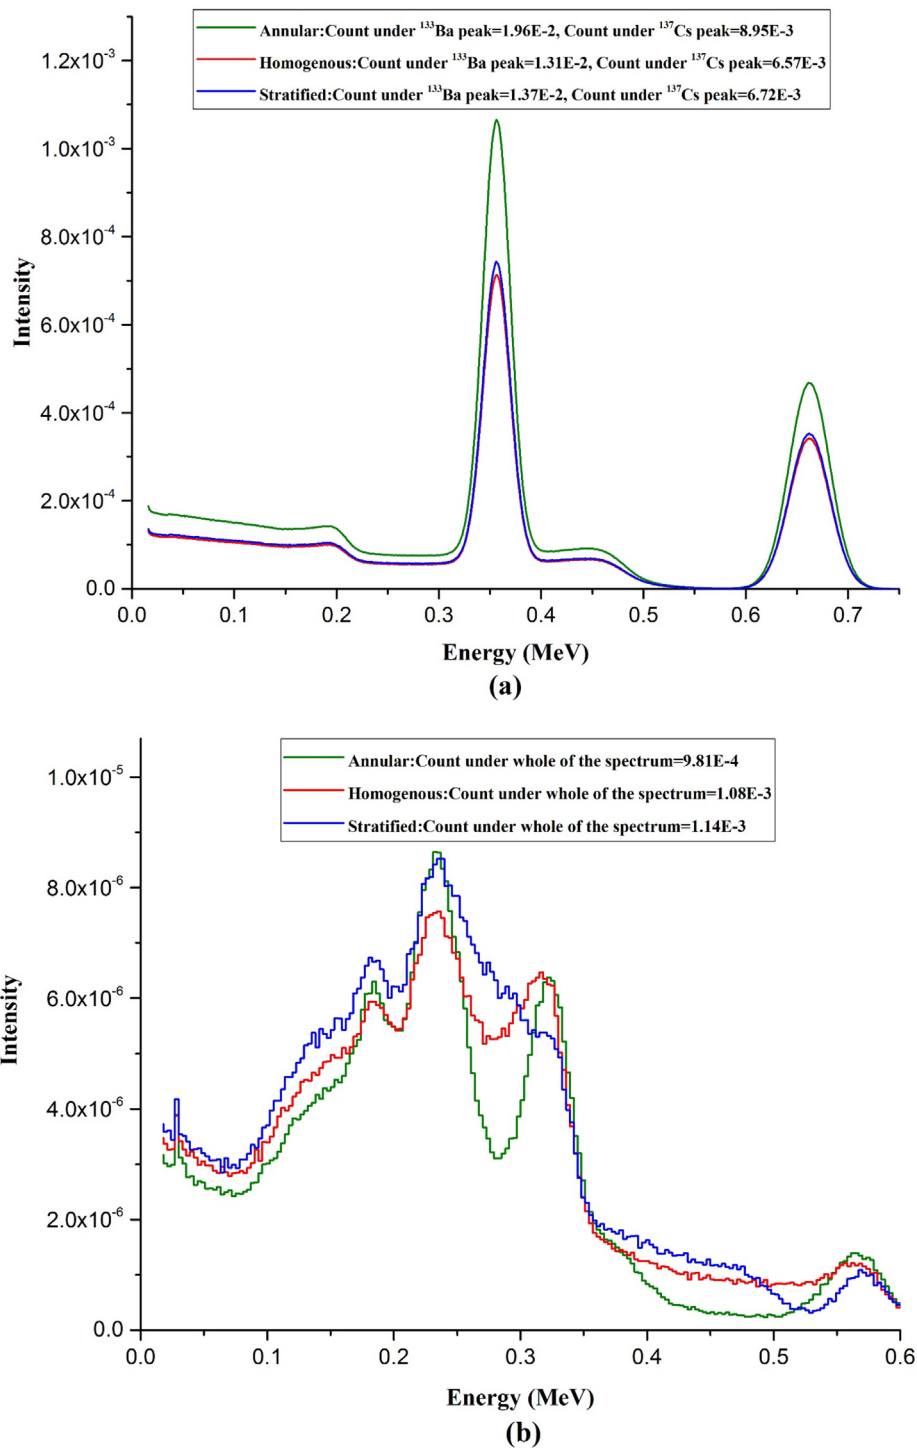 Annular:Count under ¹³³Ba peak=1.96E-2, Count under ¹³⁷Cs peak=8.95E-3
Homogenous:Count under ¹³³Ba peak=1.31E-2, Count under ¹³⁷Cs peak=6.57E-3
Stratified:Count under ¹³³Ba peak=1.37E-2, Count under ¹³⁷Cs peak=6.72E-3
1.2x10⁻³
1.0x10⁻³
8.0x10⁻⁴
6.0x10⁻⁴
4.0x10⁻⁴
2.0x10⁻⁴
0.0
Intensity
0.0 0.1 0.2 0.3 0.4 0.5 0.6 0.7
Energy (MeV)
(a)
Annular:Count under whole of the spectrum=9.81E-4
Homogenous:Count under whole of the spectrum=1.08E-3
Stratified:Count under whole of the spectrum=1.14E-3
1.0x10⁻⁵
8.0x10⁻⁶
6.0x10⁻⁶
4.0x10⁻⁶
2.0x10⁻⁶
0.0
Intensity
0.0 0.1 0.2 0.3 0.4 0.5 0.6
Energy (MeV)
(b)